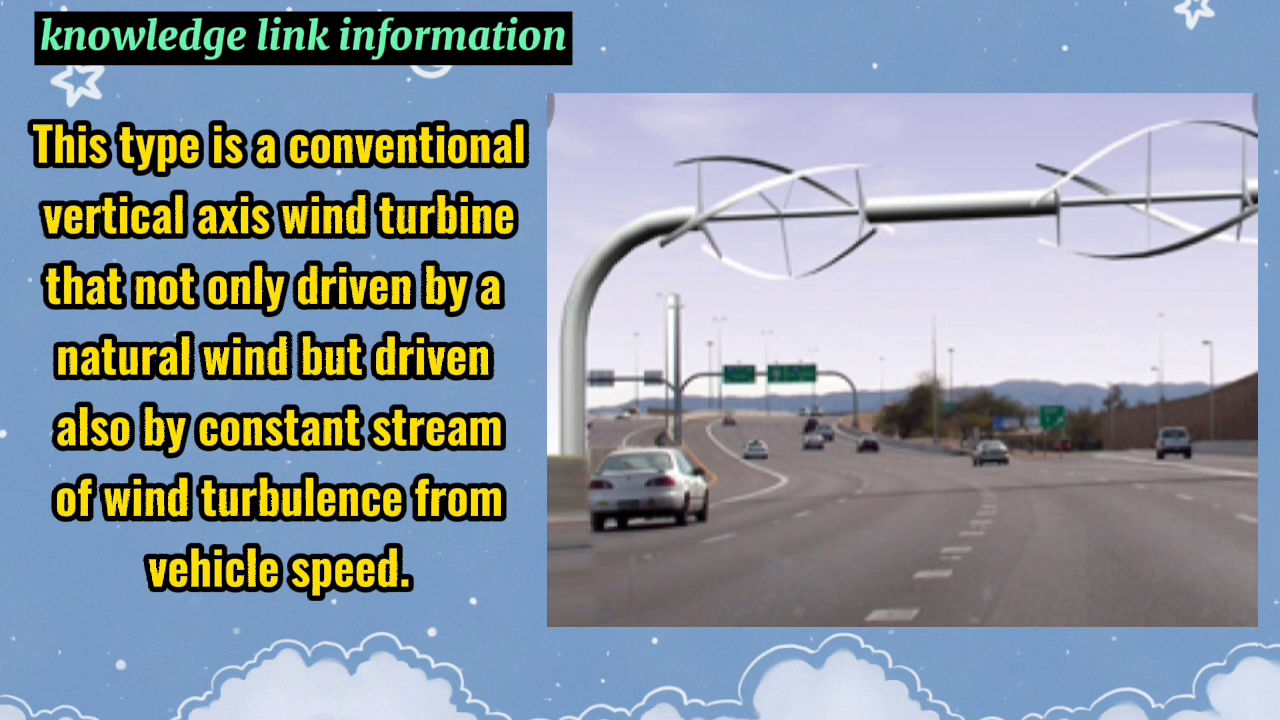 knowledge link information
This type is a conventional
vertical axis wind turbine
that not only driven by a
natural wind but driven
also by constant stream
of wind turbulence from
vehicle speed.